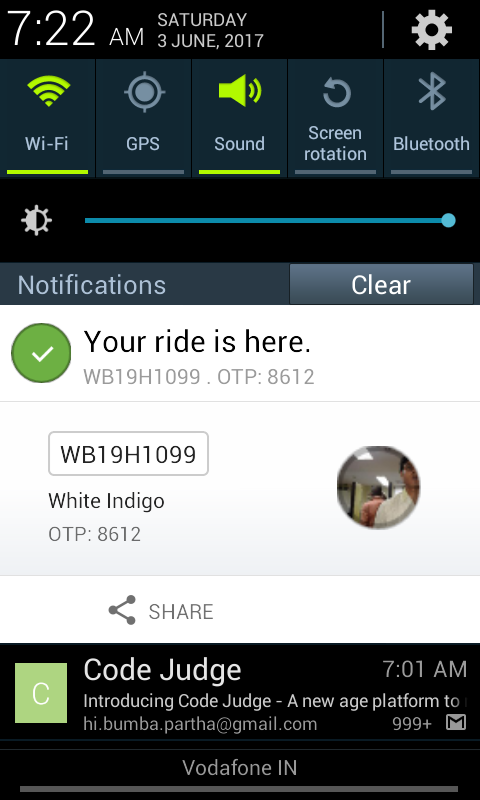 7:22 AM SATURDAY
3 JUNE, 2017
Wi-Fi
GPS
Sound
Screen
rotation
Bluetooth
Notifications
Clear
Your ride is here.
WB19H1099 . OTP: 8612
WB19H1099
White Indigo
OTP: 8612
SHARE
C
Code Judge 7:01 AM
Introducing Code Judge - A new age platform to
hi.bumba.partha@gmail.com 999+
Vodafone IN